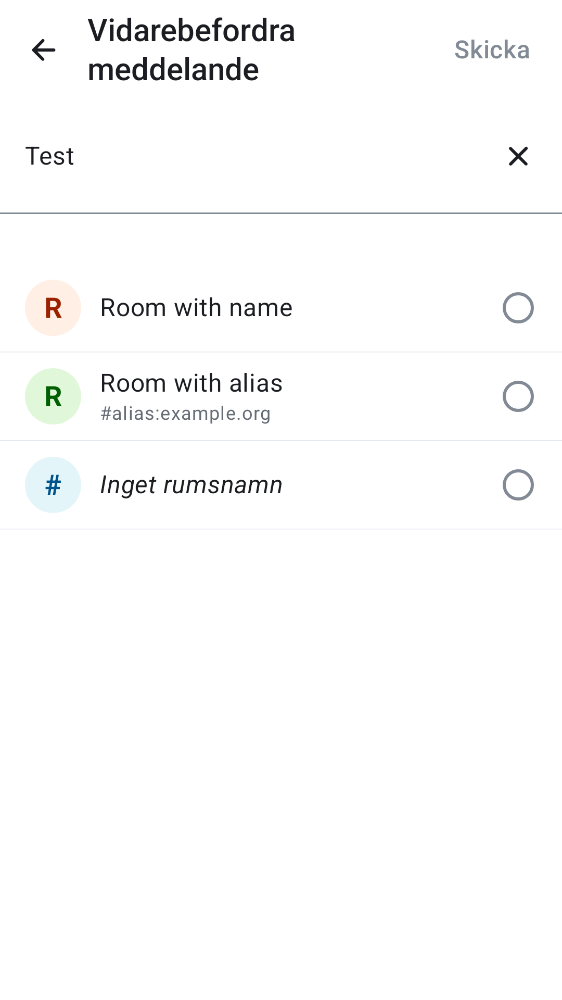 Vidarebefordra
meddelande
Skicka
Test
R
Room with name
R
Room with alias
#alias:example.org
#
Inget rumsnamn